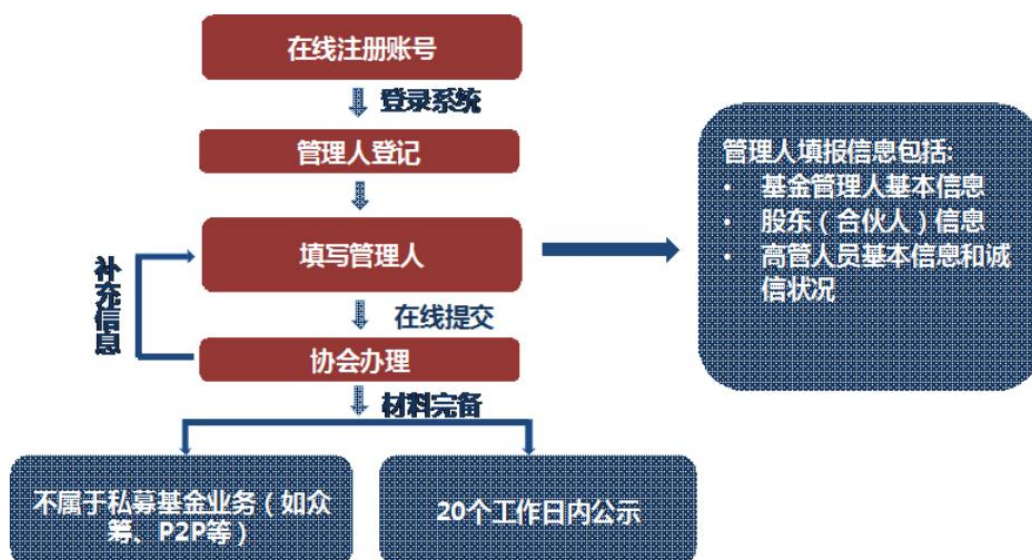 在线注册账号
登录系统
管理人登记
填写管理人
在线提交
补充信息
协会办理
材料完备
不属于私募基金业务（如众
筹、P2P等）
20个工作日内公示
管理人填报信息包括:
• 基金管理人基本信息
• 股东（合伙人）信息
• 高管人员基本信息和诚
信状况